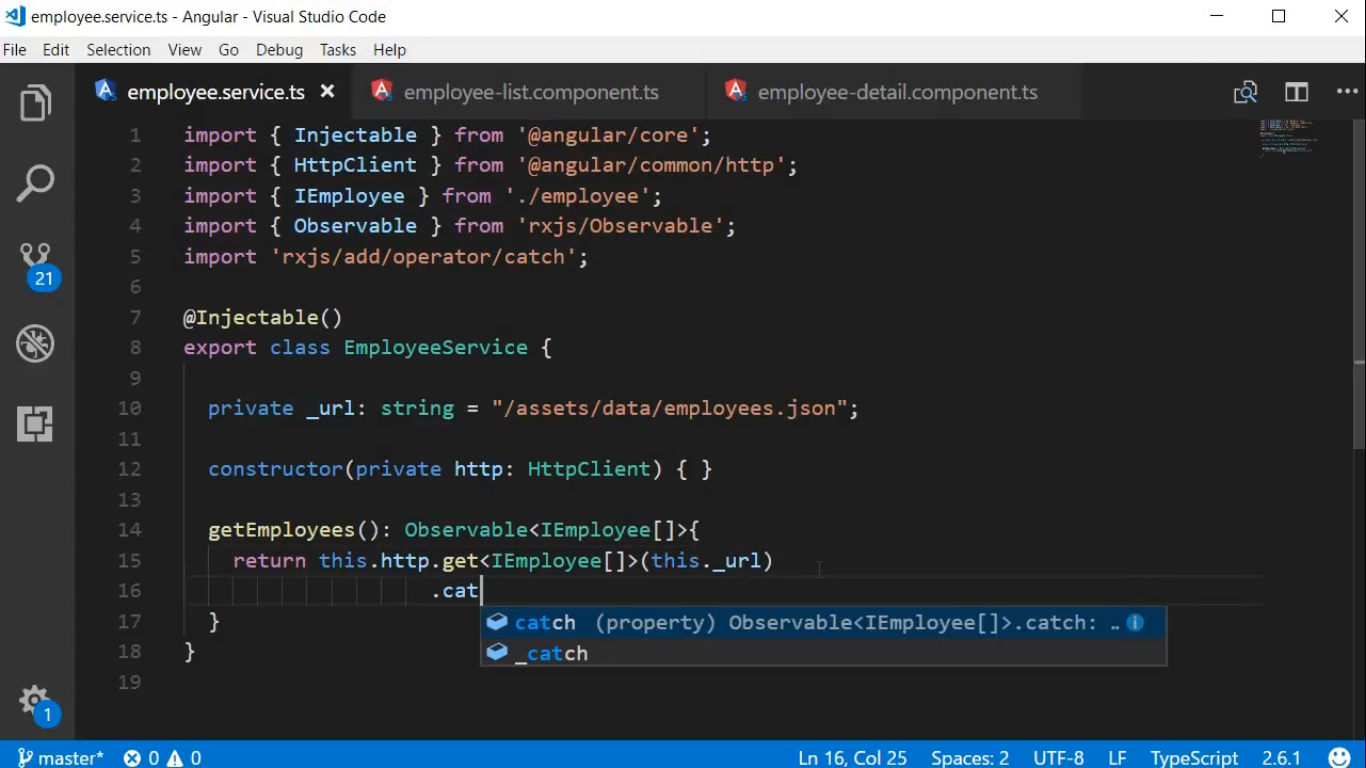 employee.service.ts - Angular - Visual Studio Code
File Edit Selection View Go Debug Tasks Help
employee.service.ts employee-list.component.ts employee-detail.component.ts
1 import { Injectable } from '@angular/core';
2 import { HttpClient } from '@angular/common/http';
3 import { IEmployee } from './employee';
4 import { Observable } from 'rxjs/Observable';
5 import 'rxjs/add/operator/catch';
21
6
7 @Injectable()
8 export class EmployeeService {
9
10 private _url: string = "/assets/data/employees.json";
11
12 constructor(private http: HttpClient) { }
13
14 getEmployees(): Observable<IEmployee[]>{
15 return this.http.get<IEmployee[]>(this._url)
16 .cat
17 }
catch (property) Observable<IEmployee[]>.catch: ..
18 }
_catch
19
1
master* 0 0 Ln 16, Col 25 Spaces: 2 UTF-8 LF TypeScript 2.6.1